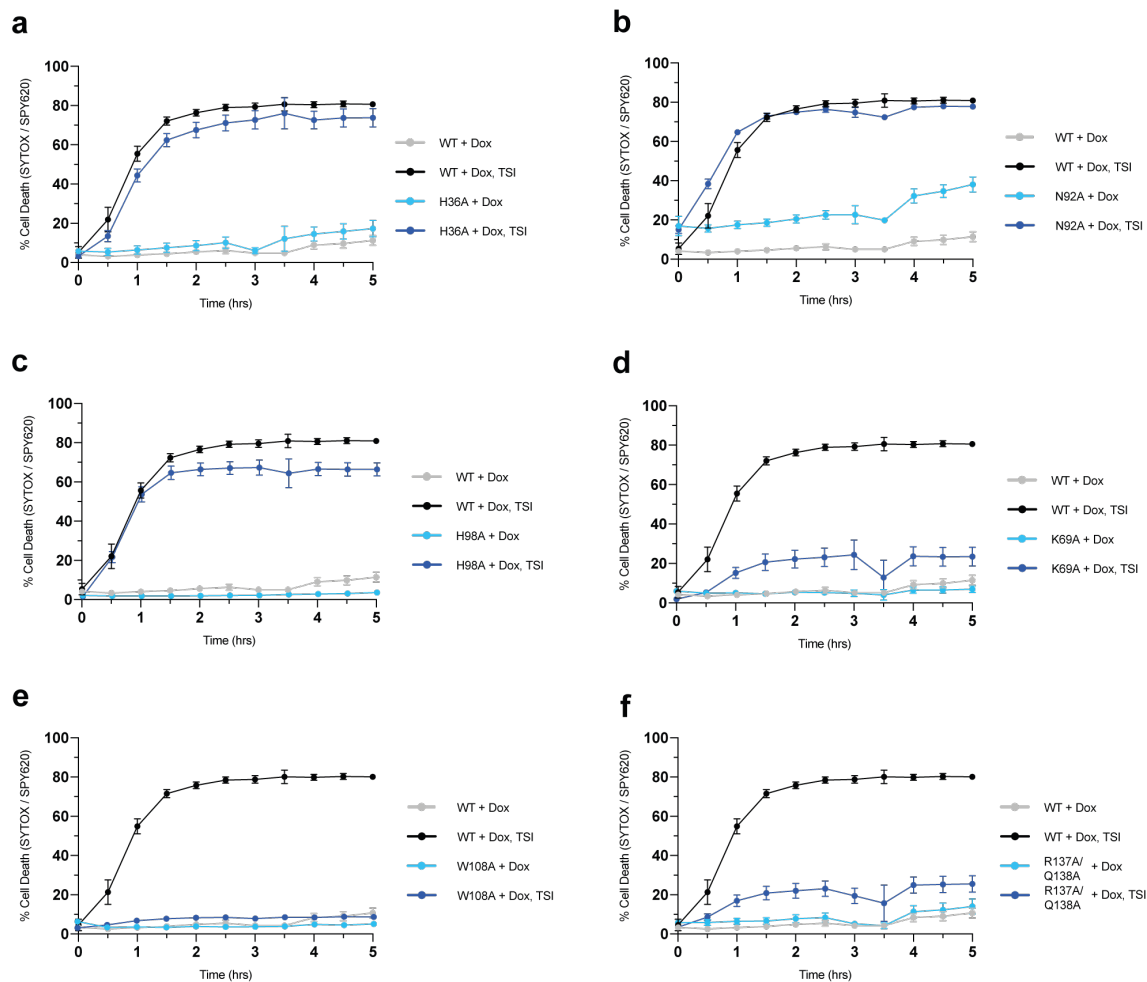 a
% Cell Death (SYTOX / SPY620)
100
80
60
40
20
0
0 1 2 3 4 5
Time (hrs)
WT + Dox
WT + Dox, TSI
H36A + Dox
H36A + Dox, TSI
b
% Cell Death (SYTOX / SPY620)
100
80
60
40
20
0
0 1 2 3 4 5
Time (hrs)
WT + Dox
WT + Dox, TSI
N92A + Dox
N92A + Dox, TSI
c
% Cell Death (SYTOX / SPY620)
100
80
60
40
20
0
0 1 2 3 4 5
Time (hrs)
WT + Dox
WT + Dox, TSI
H98A + Dox
H98A + Dox, TSI
d
% Cell Death (SYTOX / SPY620)
100
80
60
40
20
0
0 1 2 3 4 5
Time (hrs)
WT + Dox
WT + Dox, TSI
K69A + Dox
K69A + Dox, TSI
e
% Cell Death (SYTOX / SPY620)
100
80
60
40
20
0
0 1 2 3 4 5
Time (hrs)
WT + Dox
WT + Dox, TSI
W108A + Dox
W108A + Dox, TSI
f
% Cell Death (SYTOX / SPY620)
100
80
60
40
20
0
0 1 2 3 4 5
Time (hrs)
WT + Dox
WT + Dox, TSI
R137A/
Q138A + Dox
R137A/
Q138A + Dox, TSI